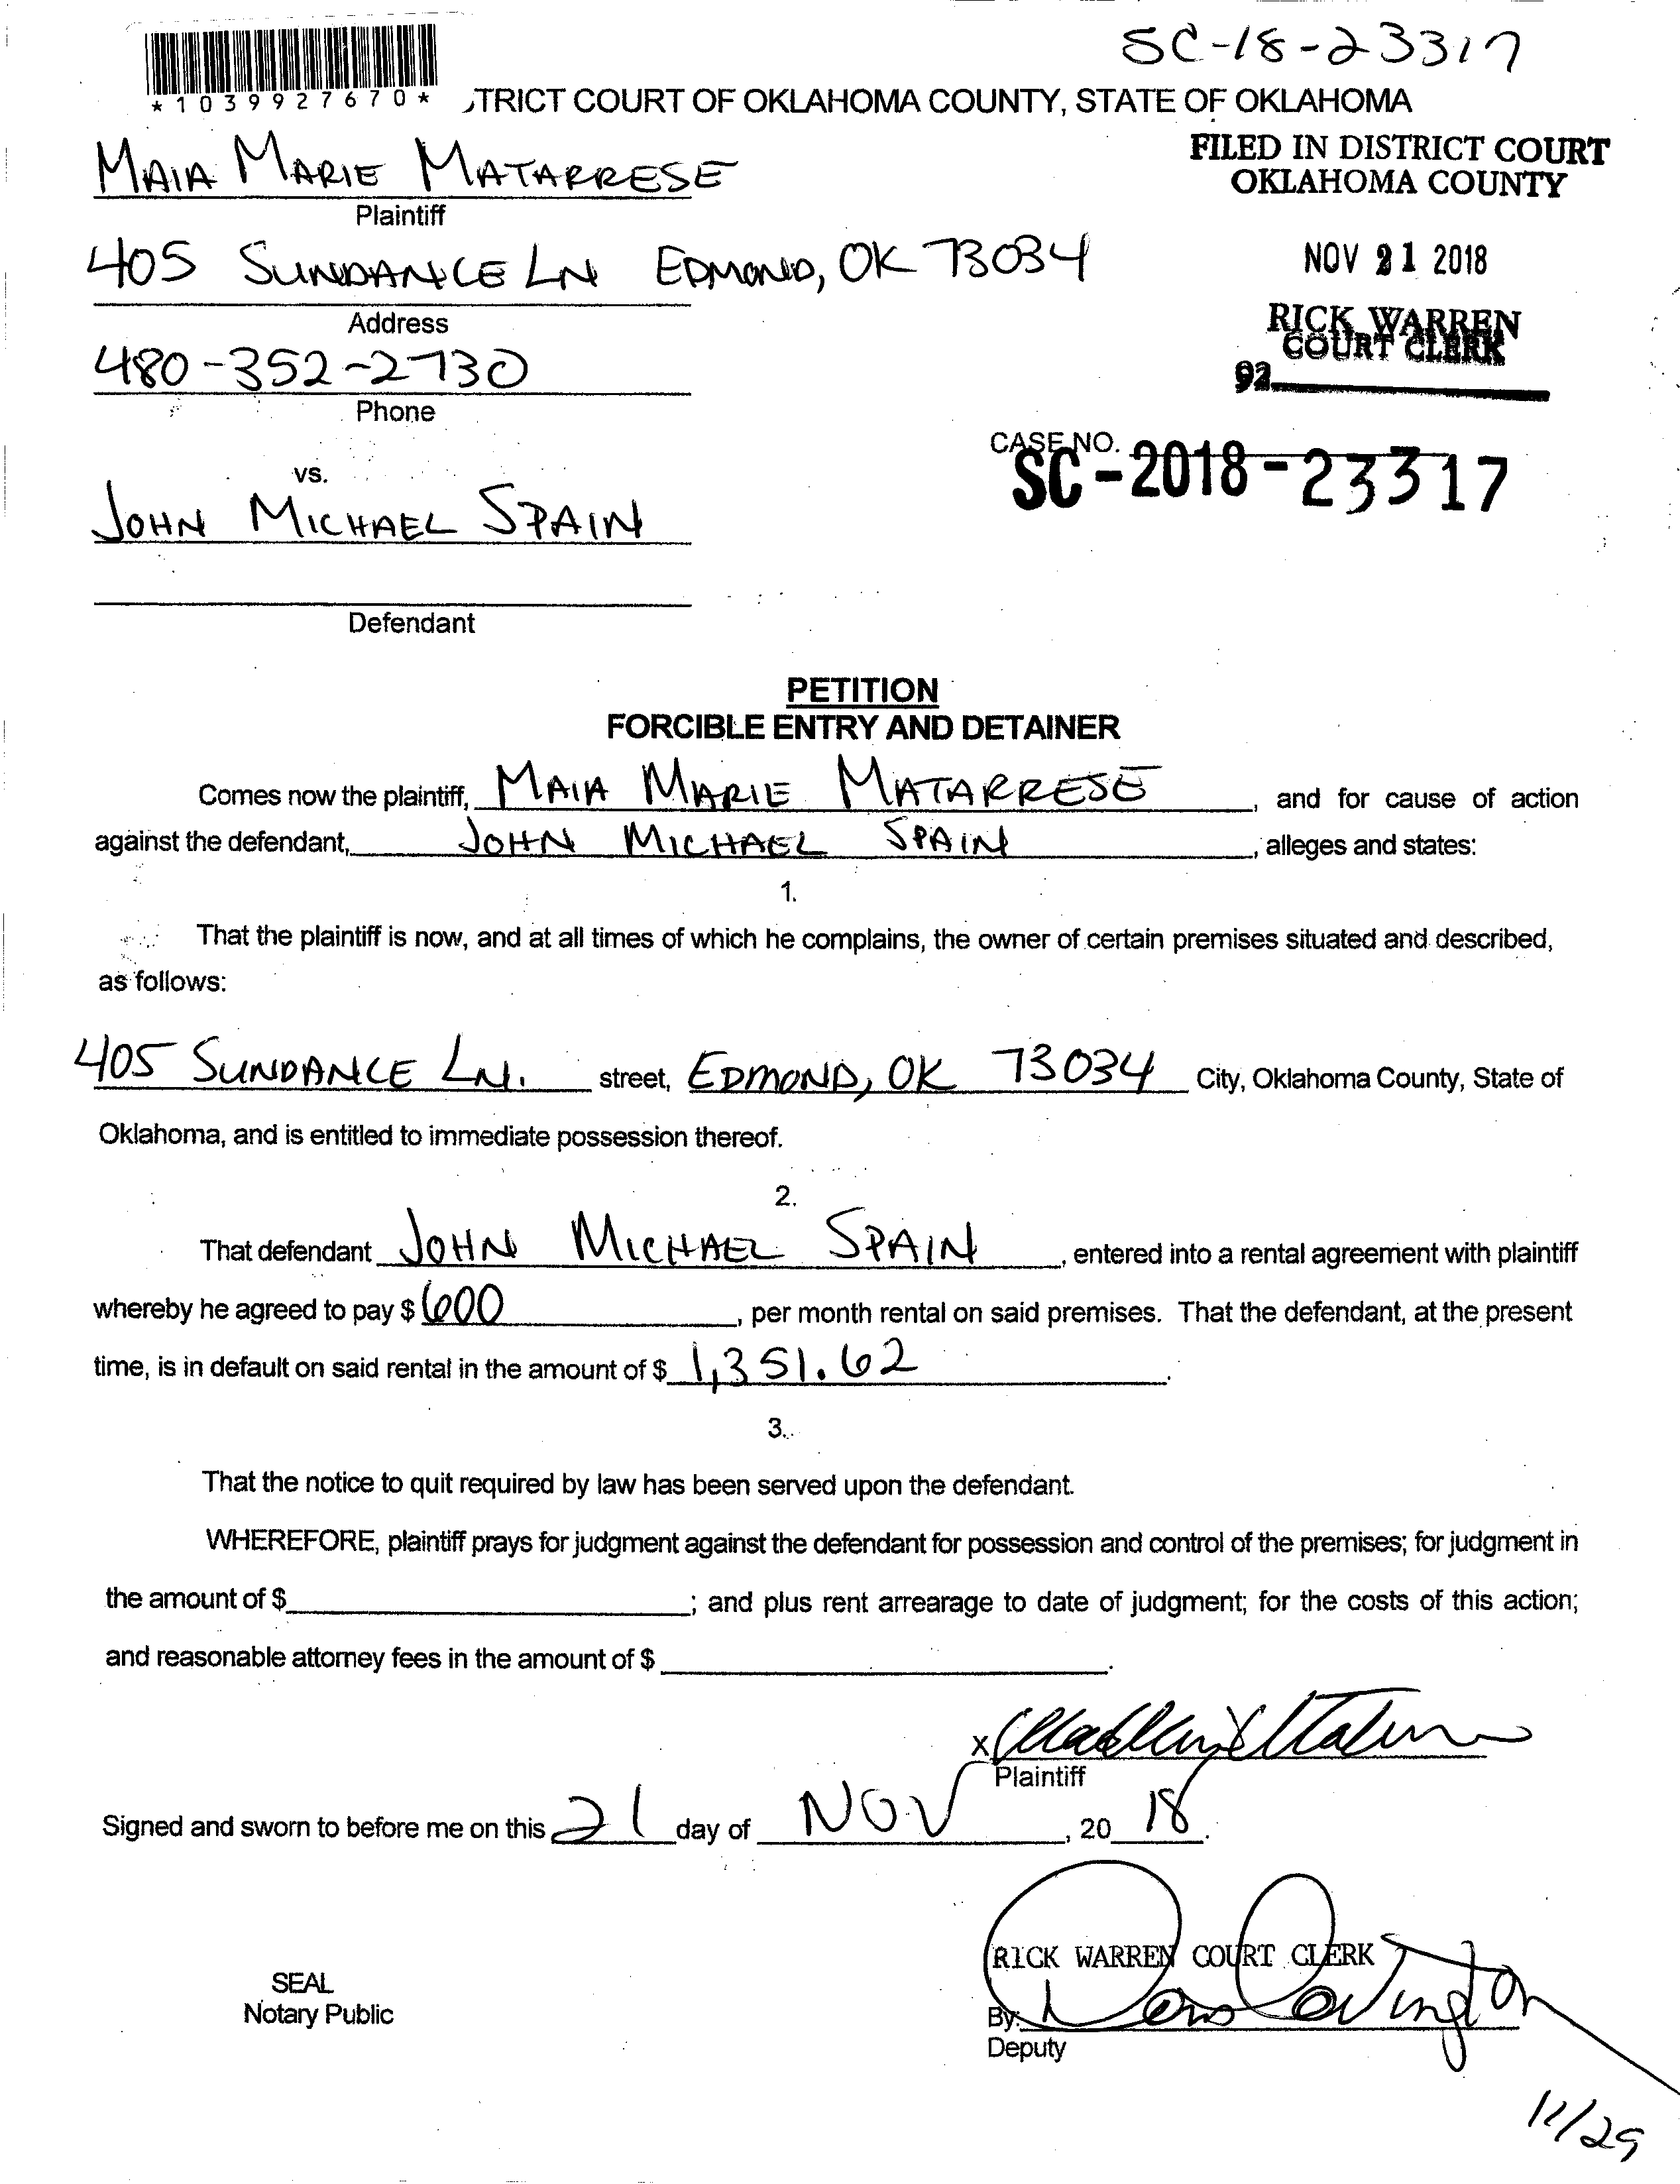 SC-18-23317
*1039927670*
TRICT COURT OF OKLAHOMA COUNTY, STATE OF OKLAHOMA
MAIA MARIE MATARRESE
Plaintiff
FILED IN DISTRICT COURT
OKLAHOMA COUNTY
405 SUNDANCE LN EDMOND, OK 73034
Address
NOV 21 2018
480-352-2730
Phone
RICK WARREN
COURT CLERK
92
CASE NO.
SC-2018-23317
vs.
JOHN MICHAEL SPAIN
Defendant
PETITION
FORCIBLE ENTRY AND DETAINER
Comes now the plaintiff, MAIA MARIE MATARRESE, and for cause of action
against the defendant, JOHN MICHAEL SPAIN, alleges and states:
1.
That the plaintiff is now, and at all times of which he complains, the owner of certain premises situated and described,
as follows:
405 SUNDANCE LN. street, EDMOND, OK 73034 City, Oklahoma County, State of
Oklahoma, and is entitled to immediate possession thereof.
2.
That defendant JOHN MICHAEL SPAIN, entered into a rental agreement with plaintiff
whereby he agreed to pay $ 600, per month rental on said premises. That the defendant, at the present
time, is in default on said rental in the amount of $ 1,351.62.
3.
That the notice to quit required by law has been served upon the defendant.
WHEREFORE, plaintiff prays for judgment against the defendant for possession and control of the premises; for judgment in
the amount of $ ; and plus rent arrearage to date of judgment; for the costs of this action;
and reasonable attorney fees in the amount of $ .
X
Plaintiff
Signed and sworn to before me on this 21 day of NOV, 20 18.
RICK WARREN COURT CLERK
SEAL
Notary Public
By: Covington
Deputy
11/29